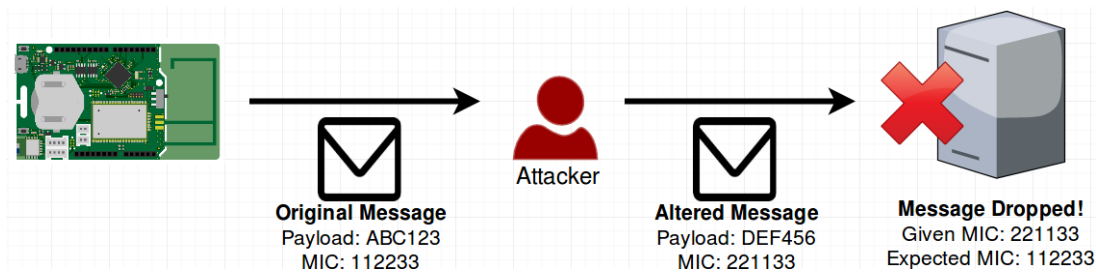 Attacker
Original Message
Payload: ABC123
MIC: 112233
Altered Message
Payload: DEF456
MIC: 221133
Message Dropped!
Given MIC: 221133
Expected MIC: 112233